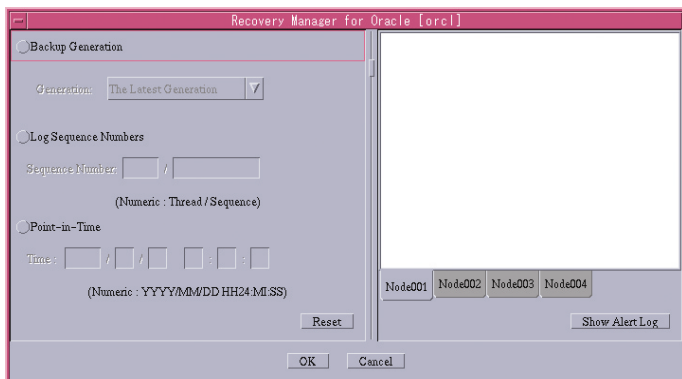 Recovery Manager for Oracle [orcl]
Backup Generation
Generation: The Latest Generation
Log Sequence Numbers
Sequence Number: /
(Numeric : Thread / Sequence)
Point-in-Time
Time : / / : :
(Numeric : YYYY/MM/DD HH24:MI:SS)
Reset
Node001 Node002 Node003 Node004
Show Alert Log
OK Cancel